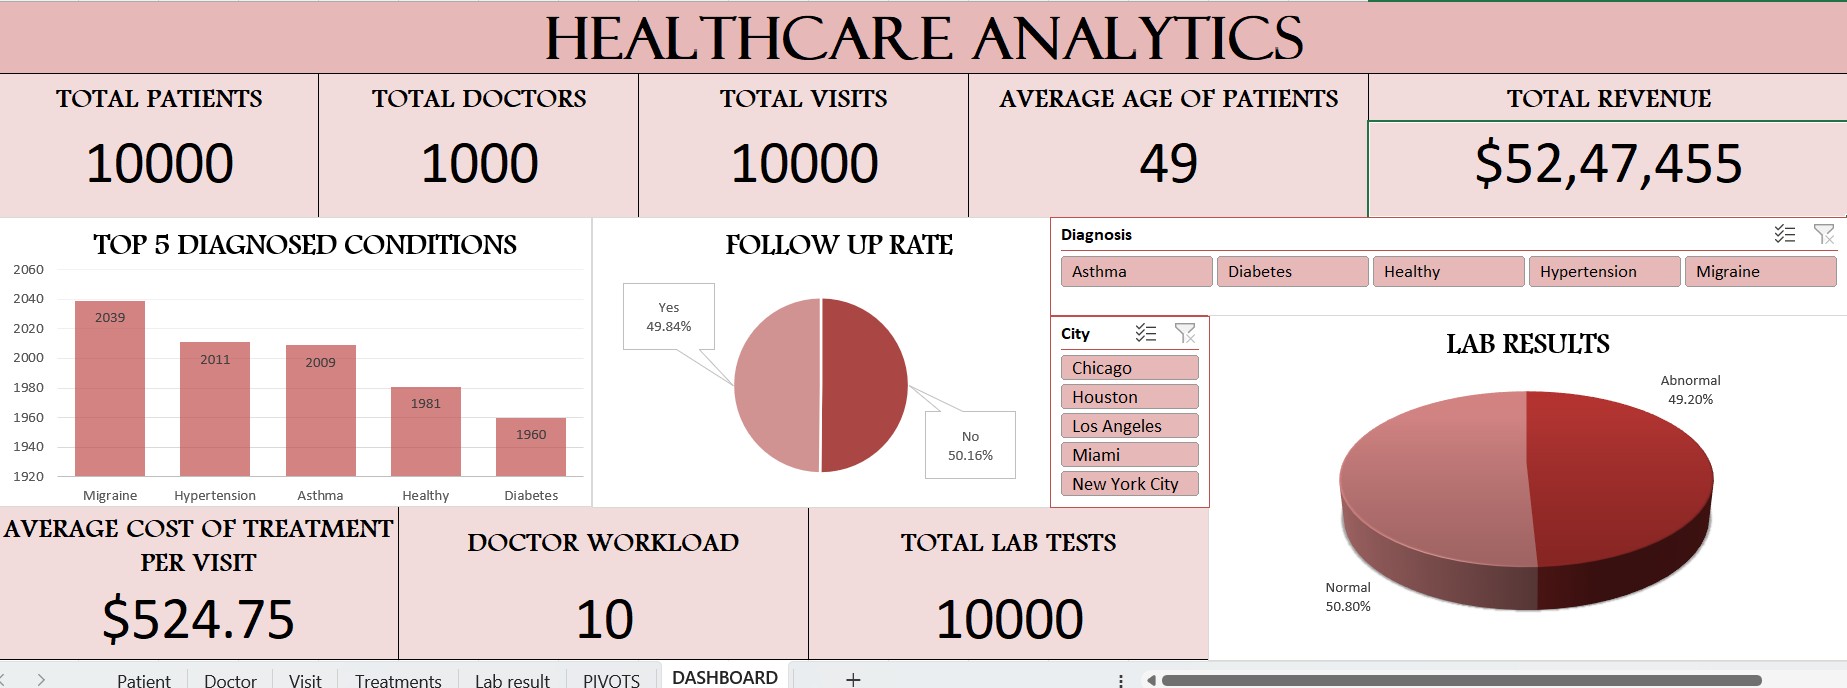 HEALTHCARE ANALYTICS
TOTAL PATIENTS
10000
TOTAL DOCTORS
1000
TOTAL VISITS
10000
AVERAGE AGE OF PATIENTS
49
TOTAL REVENUE
$52,47,455
TOP 5 DIAGNOSED CONDITIONS
2060
2040
2020
2000
1980
1960
1940
1920
2039
2011
2009
1981
1960
Migraine
Hypertension
Asthma
Healthy
Diabetes
FOLLOW UP RATE
Yes
49.84%
No
50.16%
Diagnosis
Asthma
Diabetes
Healthy
Hypertension
Migraine
City
Chicago
Houston
Los Angeles
Miami
New York City
LAB RESULTS
Abnormal
49.20%
Normal
50.80%
AVERAGE COST OF TREATMENT
PER VISIT
$524.75
DOCTOR WORKLOAD
10
TOTAL LAB TESTS
10000
Patient
Doctor
Visit
Treatments
Lab result
PIVOTS
DASHBOARD